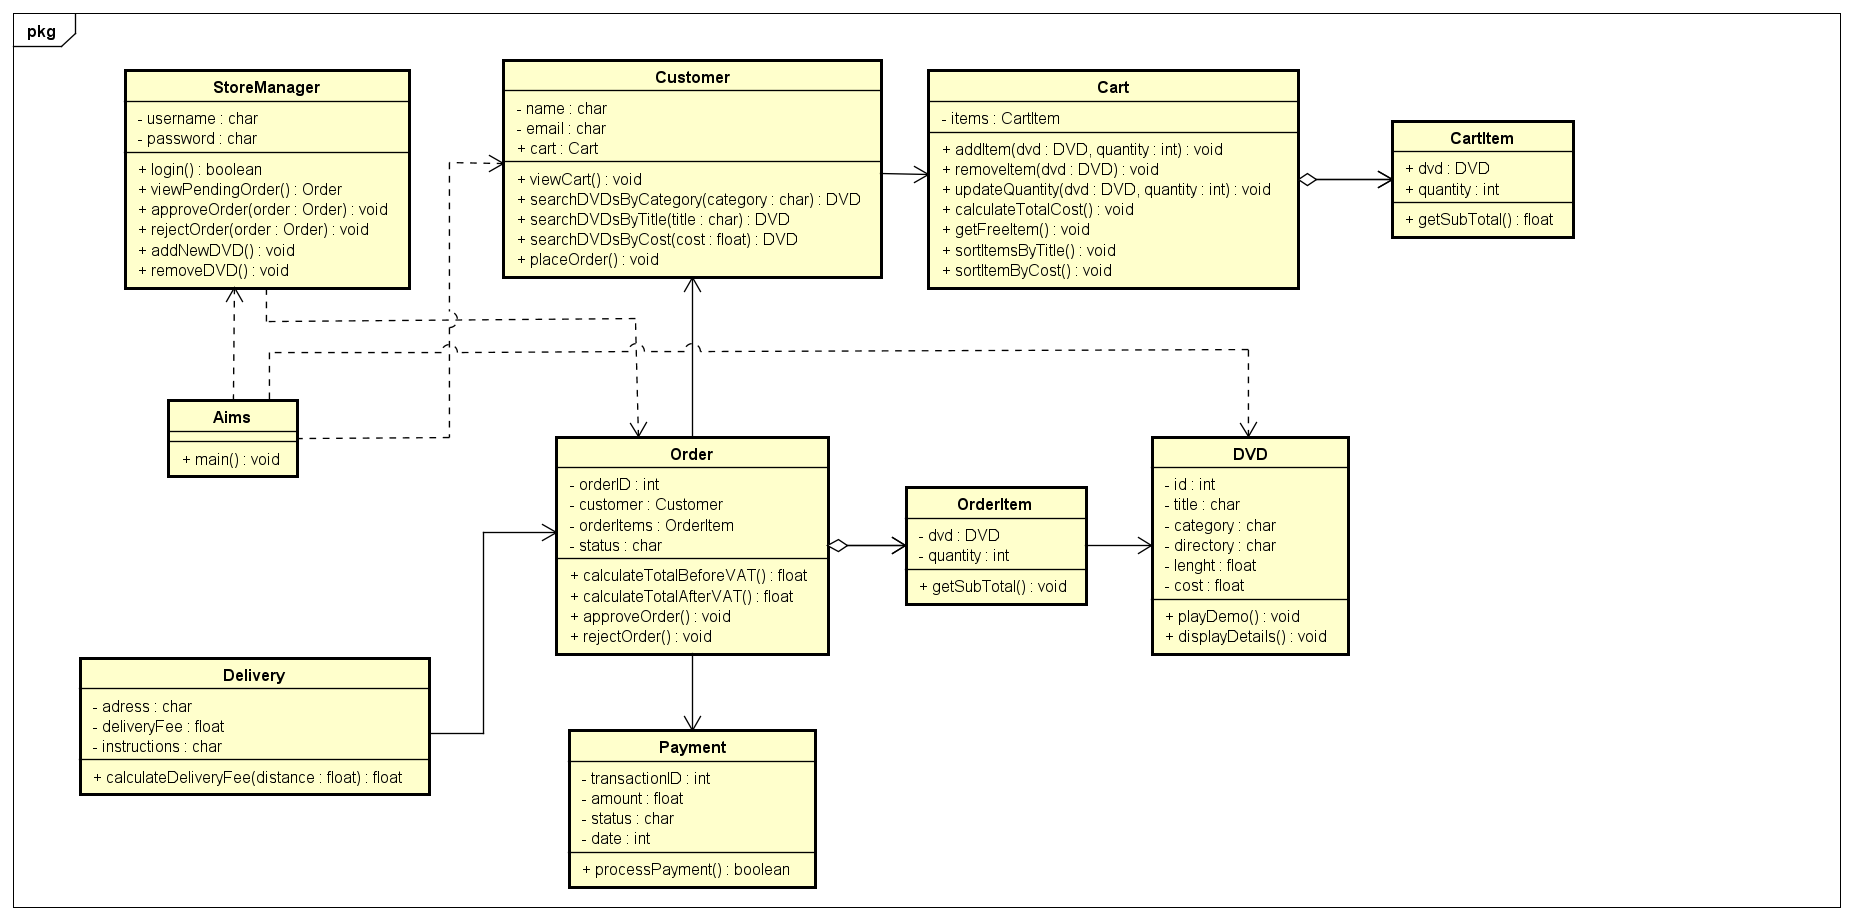 pkg
StoreManager
- username : char
- password : char
+ login() : boolean
+ viewPendingOrder() : Order
+ approveOrder(order : Order) : void
+ rejectOrder(order : Order) : void
+ addNewDVD() : void
+ removeDVD() : void
Customer
- name : char
- email : char
+ cart : Cart
+ viewCart() : void
+ searchDVDsByCategory(category : char) : DVD
+ searchDVDsByTitle(title : char) : DVD
+ searchDVDsByCost(cost : float) : DVD
+ placeOrder() : void
Cart
- items : CartItem
+ addItem(dvd : DVD, quantity : int) : void
+ removeItem(dvd : DVD) : void
+ updateQuantity(dvd : DVD, quantity : int) : void
+ calculateTotalCost() : void
+ getFreeItem() : void
+ sortItemsByTitle() : void
+ sortItemByCost() : void
CartItem
+ dvd : DVD
+ quantity : int
+ getSubTotal() : float
Aims
+ main() : void
Order
- orderID : int
- customer : Customer
- orderItems : OrderItem
- status : char
+ calculateTotalBeforeVAT() : float
+ calculateTotalAfterVAT() : float
+ approveOrder() : void
+ rejectOrder() : void
OrderItem
- dvd : DVD
- quantity : int
+ getSubTotal() : void
DVD
- id : int
- title : char
- category : char
- directory : char
- lenght : float
- cost : float
+ playDemo() : void
+ displayDetails() : void
Delivery
- adress : char
- deliveryFee : float
- instructions : char
+ calculateDeliveryFee(distance : float) : float
Payment
- transactionID : int
- amount : float
- status : char
- date : int
+ processPayment() : boolean